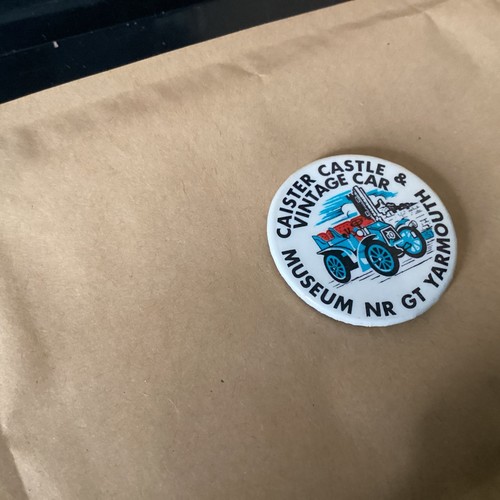 CAISTER CASTLE &
VINTAGE CAR
MUSEUM NR GT YARMOUTH